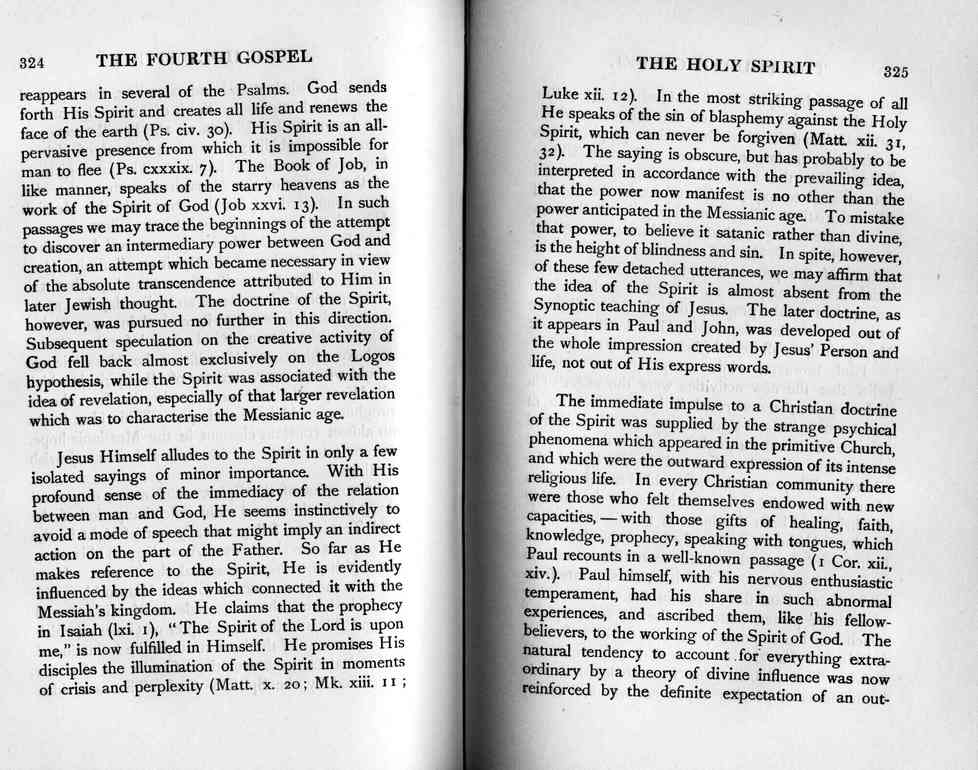 324 THE FOURTH GOSPEL
reappears in several of the Psalms. God sends
forth His Spirit and creates all life and renews the
face of the earth (Ps. civ. 30). His Spirit is an all-
pervasive presence from which it is impossible for
man to flee (Ps. cxxxix. 7). The Book of Job, in
like manner, speaks of the starry heavens as the
work of the Spirit of God (Job xxvi. 13). In such
passages we may trace the beginnings of the attempt
to discover an intermediary power between God and
creation, an attempt which became necessary in view
of the absolute transcendence attributed to Him in
later Jewish thought. The doctrine of the Spirit,
however, was pursued no further in this direction.
Subsequent speculation on the creative activity of
God fell back almost exclusively on the Logos
hypothesis, while the Spirit was associated with the
idea of revelation, especially of that larger revelation
which was to characterise the Messianic age.
Jesus Himself alludes to the Spirit in only a few
isolated sayings of minor importance. With His
profound sense of the immediacy of the relation
between man and God, He seems instinctively to
avoid a mode of speech that might imply an indirect
action on the part of the Father. So far as He
makes reference to the Spirit, He is evidently
influenced by the ideas which connected it with the
Messiah's kingdom. He claims that the prophecy
in Isaiah (lxi. 1), "The Spirit of the Lord is upon
me," is now fulfilled in Himself. He promises His
disciples the illumination of the Spirit in moments
of crisis and perplexity (Matt. x. 20; Mk. xiii. 11;
THE HOLY SPIRIT 325
Luke xii. 12). In the most striking passage of all
He speaks of the sin of blasphemy against the Holy
Spirit, which can never be forgiven (Matt. xii. 31,
32). The saying is obscure, but has probably to be
interpreted in accordance with the prevailing idea,
that the power now manifest is no other than the
power anticipated in the Messianic age. To mistake
that power, to believe it satanic rather than divine,
is the height of blindness and sin. In spite, however,
of these few detached utterances, we may affirm that
the idea of the Spirit is almost absent from the
Synoptic teaching of Jesus. The later doctrine, as
it appears in Paul and John, was developed out of
the whole impression created by Jesus' Person and
life, not out of His express words.
The immediate impulse to a Christian doctrine
of the Spirit was supplied by the strange psychical
phenomena which appeared in the primitive Church,
and which were the outward expression of its intense
religious life. In every Christian community there
were those who felt themselves endowed with new
capacities,—with those gifts of healing, faith,
knowledge, prophecy, speaking with tongues, which
Paul recounts in a well-known passage (1 Cor. xii.,
xiv.). Paul himself, with his nervous enthusiastic
temperament, had his share in such abnormal
experiences, and ascribed them, like his fellow-
believers, to the working of the Spirit of God. The
natural tendency to account for everything extra-
ordinary by a theory of divine influence was now
reinforced by the definite expectation of an out-